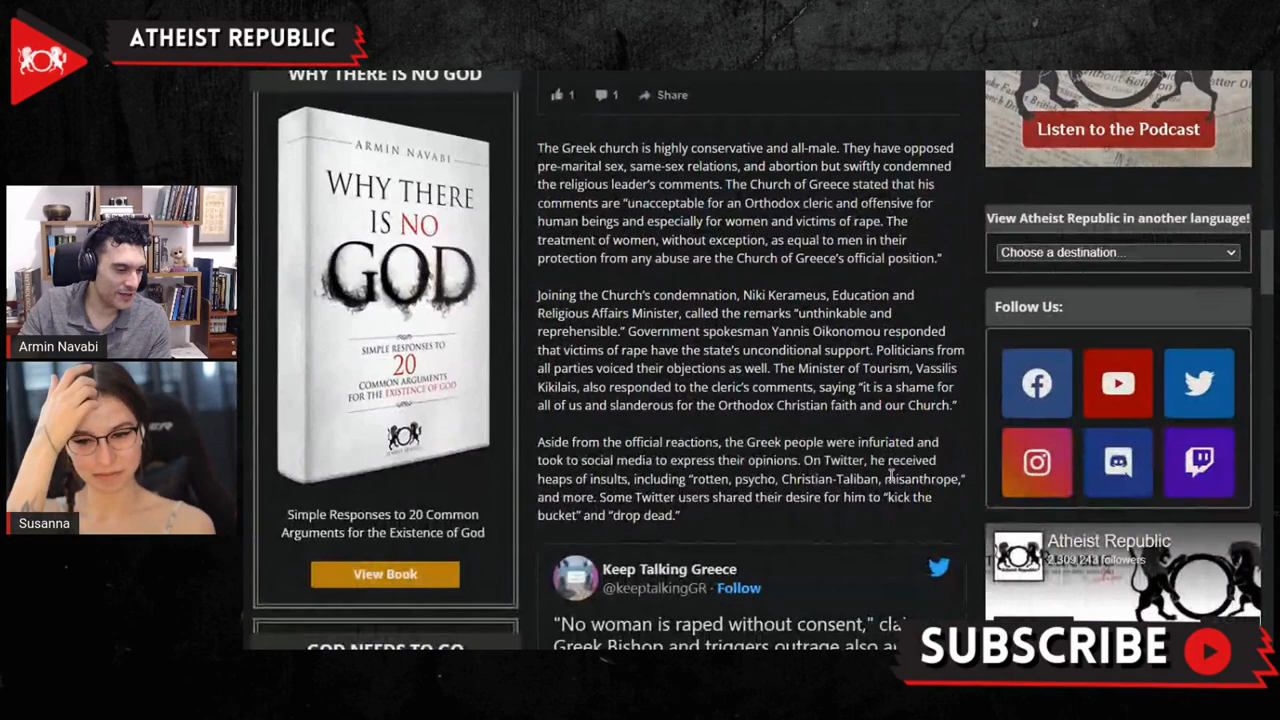 ATHEIST REPUBLIC
Armin Navabi
Susanna
WHY THERE IS NO GOD
ARMIN NAVABI
WHY THERE
IS NO
GOD
SIMPLE RESPONSES TO
20
COMMON ARGUMENTS
FOR THE EXISTENCE OF GOD
Simple Responses to 20 Common
Arguments for the Existence of God
View Book
GOD NEEDS TO GO
1 1 Share
The Greek church is highly conservative and all-male. They have opposed
pre-marital sex, same-sex relations, and abortion but swiftly condemned
the religious leader's comments. The Church of Greece stated that his
comments are “unacceptable for an Orthodox cleric and offensive for
human beings and especially for women and victims of rape. The
treatment of women, without exception, as equal to men in their
protection from any abuse are the Church of Greece's official position.”
Joining the Church's condemnation, Niki Kerameus, Education and
Religious Affairs Minister, called the remarks “unthinkable and
reprehensible.” Government spokesman Yannis Oikonomou responded
that victims of rape have the state's unconditional support. Politicians from
all parties voiced their objections as well. The Minister of Tourism, Vassilis
Kikilais, also responded to the cleric's comments, saying “it is a shame for
all of us and slanderous for the Orthodox Christian faith and our Church.”
Aside from the official reactions, the Greek people were infuriated and
took to social media to express their opinions. On Twitter, he received
heaps of insults, including “rotten, psycho, Christian-Taliban, misanthrope,”
and more. Some Twitter users shared their desire for him to “kick the
bucket” and “drop dead.”
Keep Talking Greece
@keeptalkingGR · Follow
"No woman is raped without consent,"
Greek Bishop and triggers outrage also
Listen to the Podcast
View Atheist Republic in another language!
Choose a destination...
Follow Us:
Atheist Republic
2,309,243 followers
SUBSCRIBE